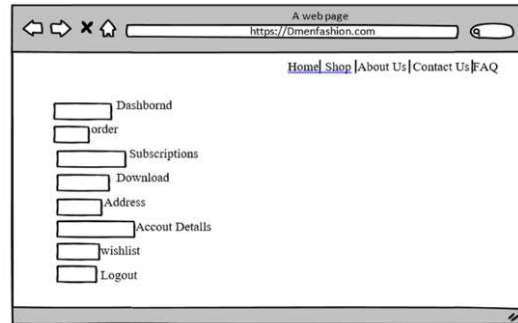 A web page
https://Dmenfashion.com
Home| Shop |About Us| Contact Us|FAQ
Dashbornd
order
Subscriptions
Download
Address
Accout Details
wishlist
Logout